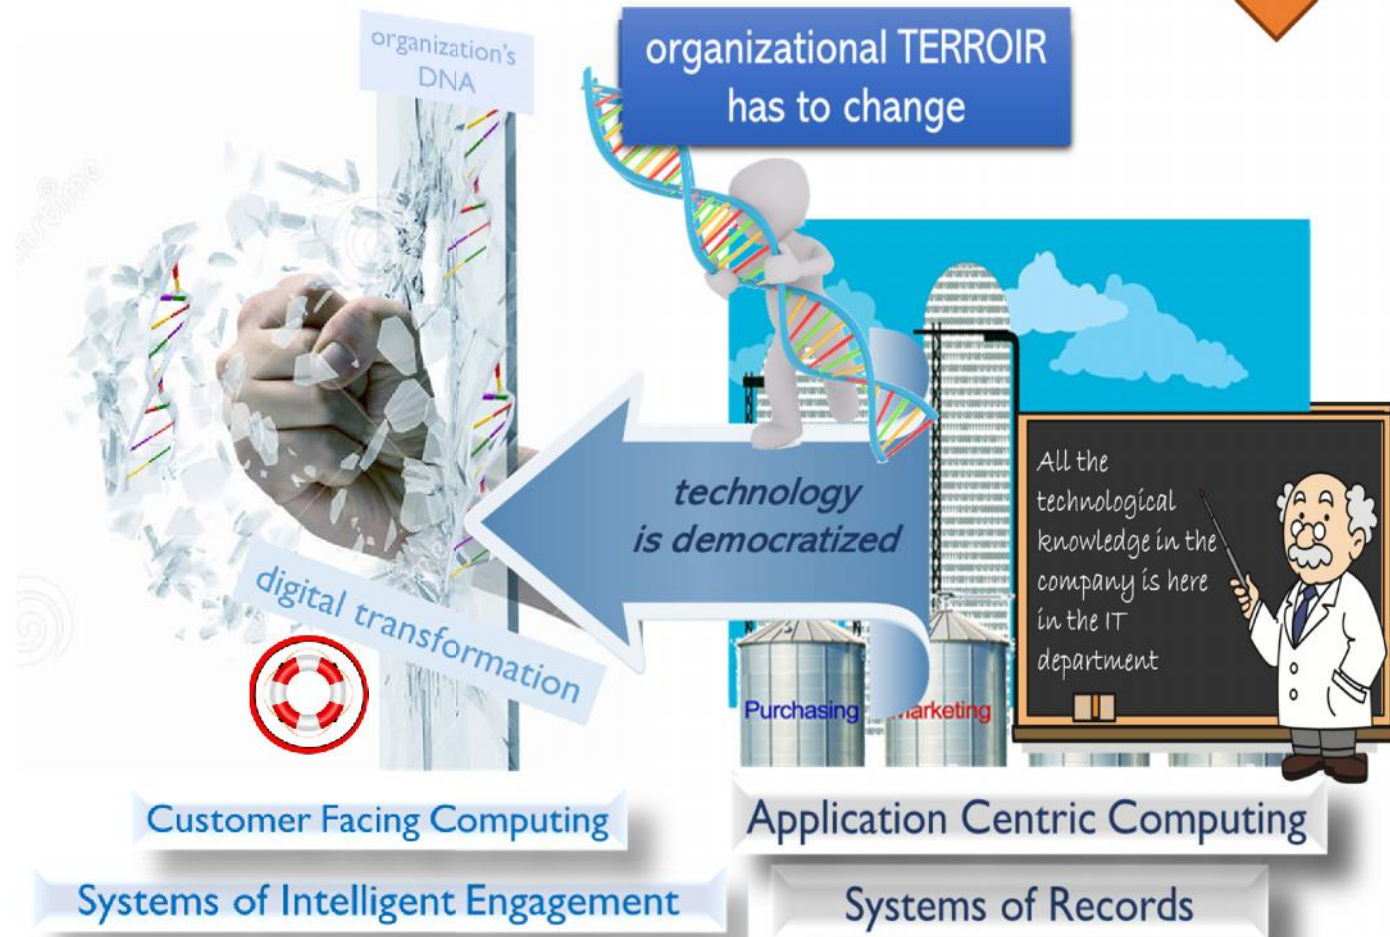 organization's
DNA
organizational TERROIR
has to change
technology
is democratized
digital transformation
All the
technological
knowledge in the
company is here
in the IT
department
Purchasing
Customer Facing Computing
Application Centric Computing
Systems of Intelligent Engagement
Systems of Records